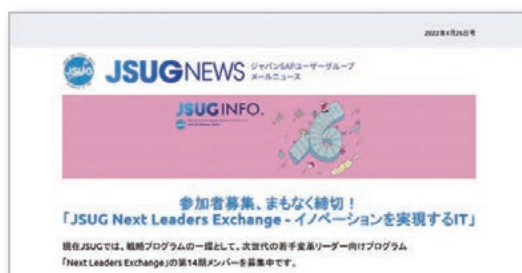 2022年4月26日号
JSUG
JSUG NEWS
ジャパンSAPユーザーグループ
メールニュース
JSUG INFO.
16
参加者募集、まもなく締切!
「JSUG Next Leaders Exchange - イノベーションを実現するIT」
現在JSUGでは、戦略プログラムの一環として、次世代の若手変革リーダー向けプログラム
「Next Leaders Exchange」の第14期メンバーを募集中です。